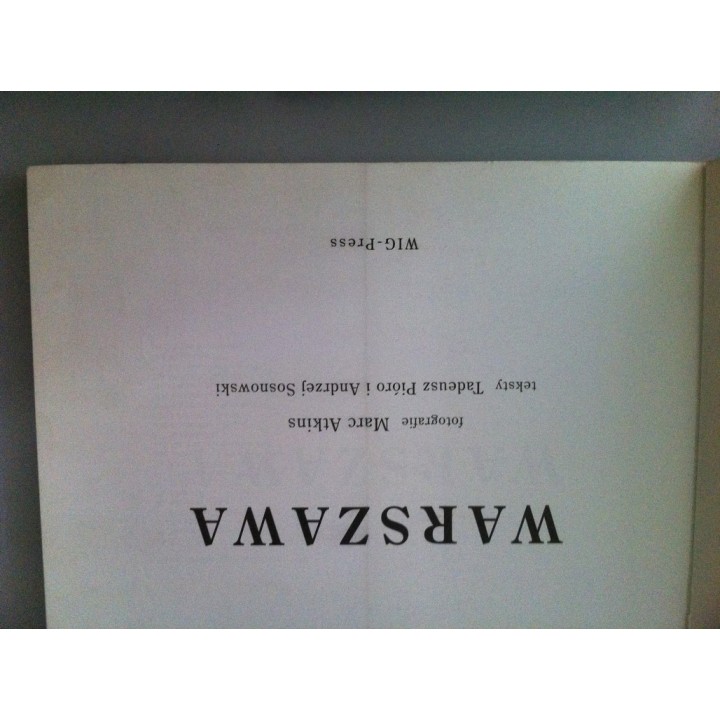 WARSZAWA
fotografie Marc Atkins
teksty Tadeusz Pióro i Andrzej Sosnowski
WIG-Press